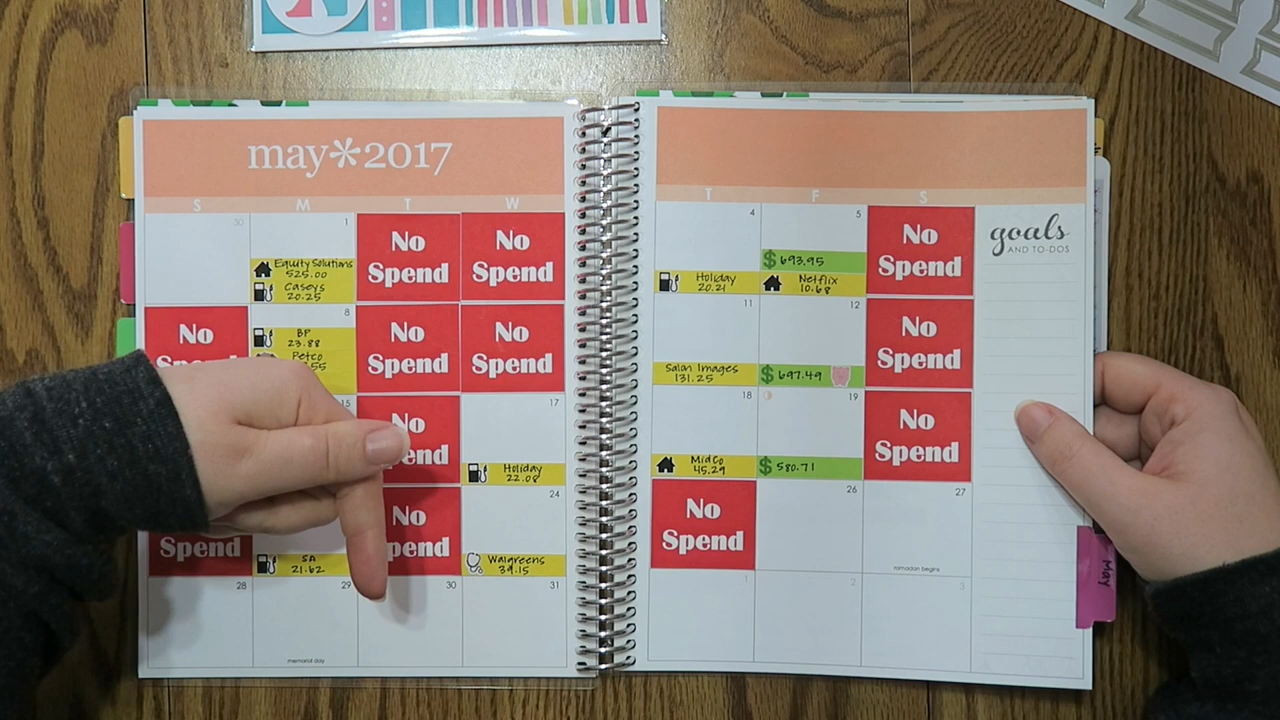 may*2017
S M T W
T F S
30
1
Equity Solutions
525.00
Caseys
20.25
No
Spend
No
Spend
4
Holiday
20.21
5
$ 693.95
Netflix
10.68
No
Spend
goals
AND TO-DOS
No
8
BP
23.88
Petco
No
Spend
No
Spend
11
Salon Images
131.25
12
$ 697.49
No
Spend
15
17
Holiday
22.08
18
MidCo
45.29
19
$ 580.71
No
Spend
Spend
SA
21.62
No
24
Walgreens
39.15
No
Spend
26
27
ramadan begins
28
29
memorial day
30
31
1
2
3
May